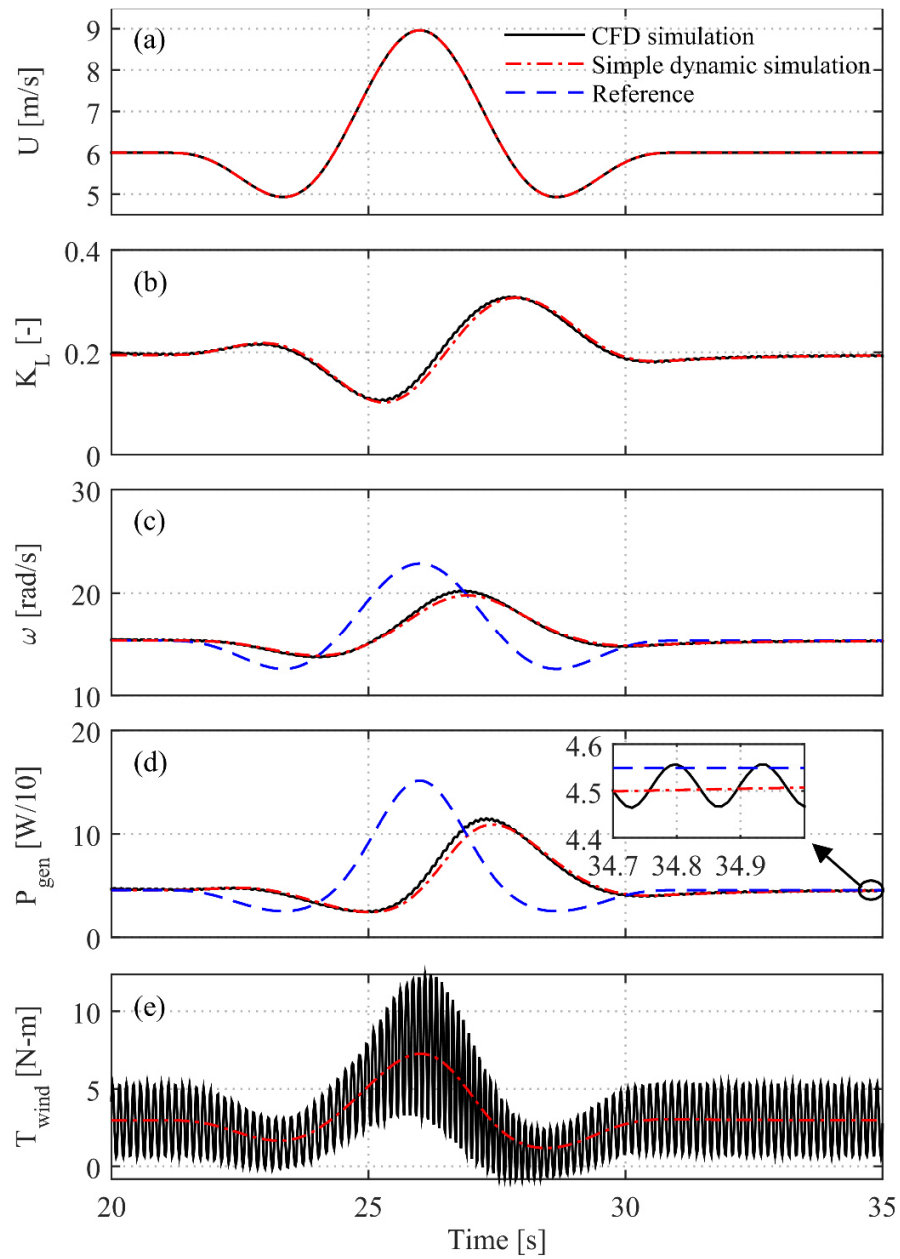 (a)
CFD simulation
Simple dynamic simulation
Reference
U [m/s]
9
8
6
5
(b)
K_L [-]
0.4
0.2
0
(c)
ω [rad/s]
30
20
10
(d)
P_gen [W/10]
20
10
0
4.6
4.5
4.4
34.7 34.8 34.9
(e)
T_wind [N-m]
10
5
0
20 25 30 35
Time [s]